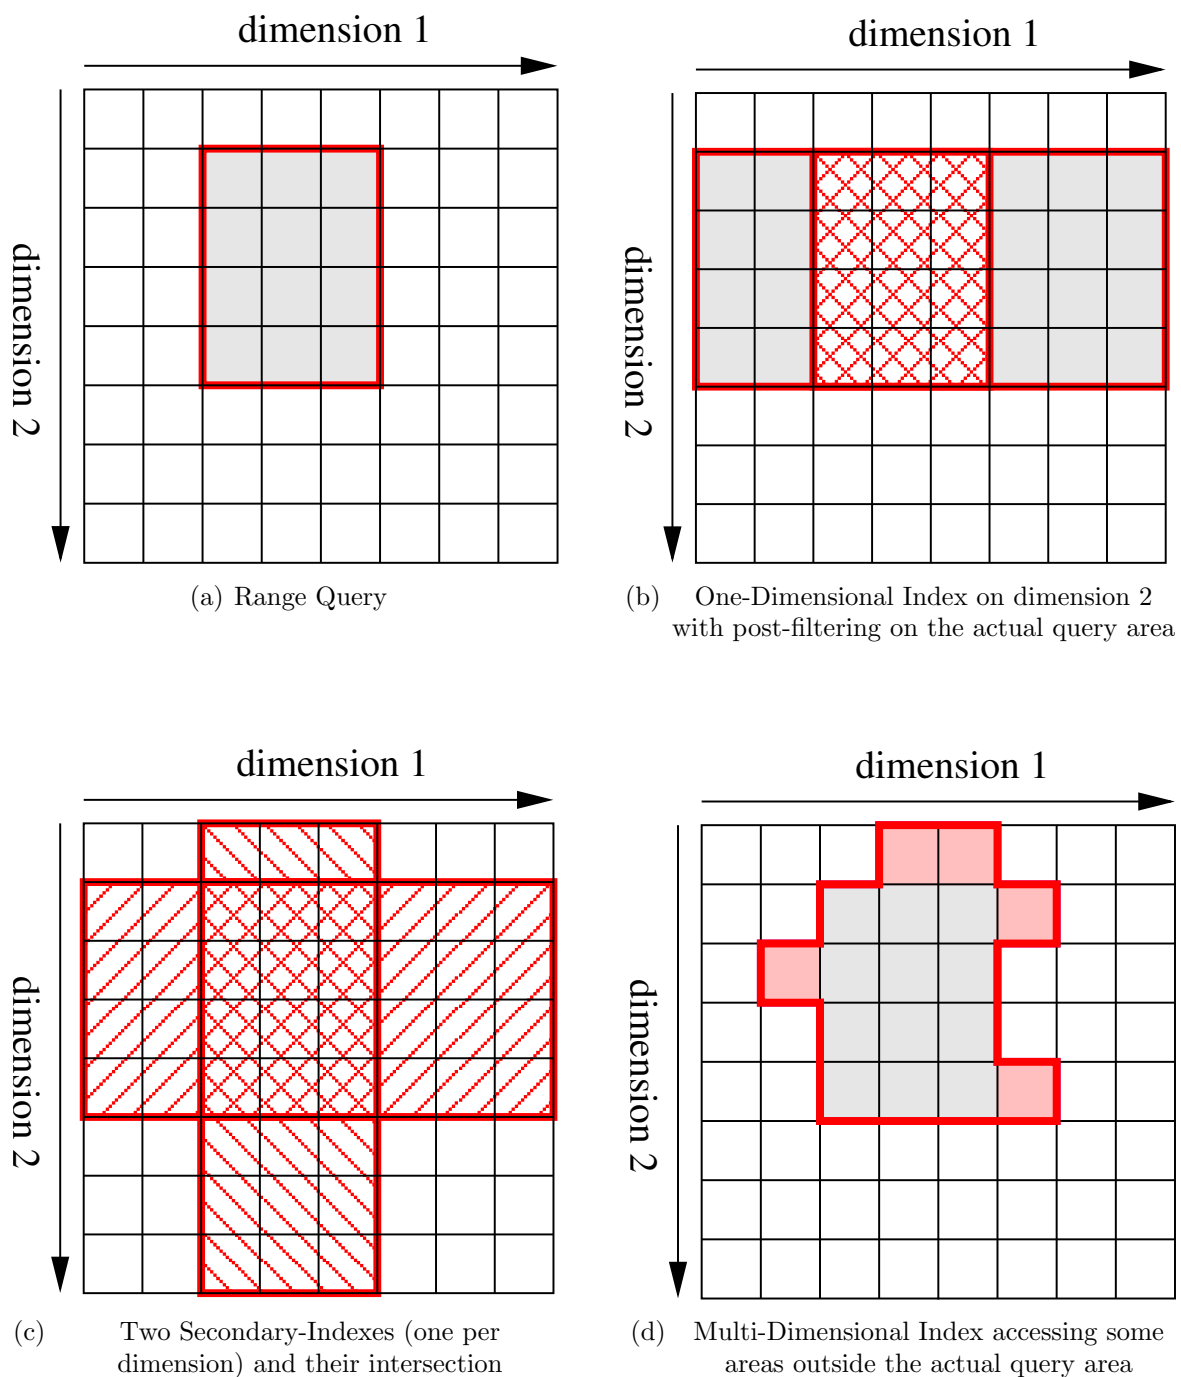 dimension 1
dimension 2
(a) Range Query
dimension 1
dimension 2
(b) One-Dimensional Index on dimension 2
with post-filtering on the actual query area
dimension 1
dimension 2
(c) Two Secondary-Indexes (one per
dimension) and their intersection
dimension 1
dimension 2
(d) Multi-Dimensional Index accessing some
areas outside the actual query area